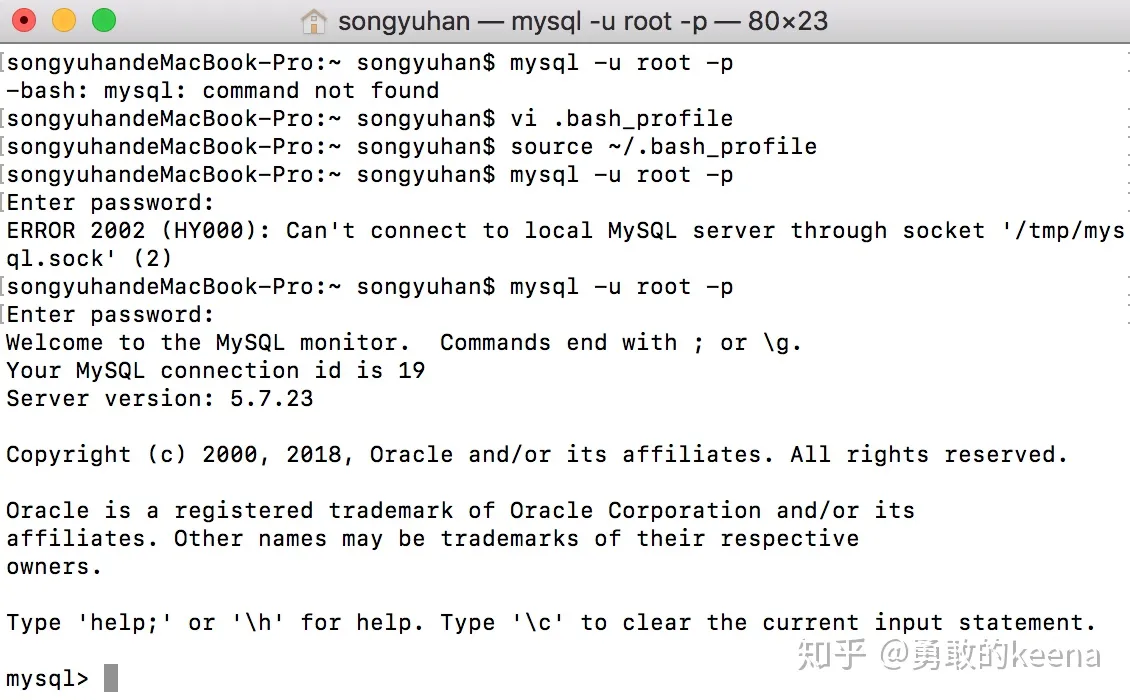 songyuhan — mysql -u root -p — 80×23
[songyuhandeMacBook-Pro:~ songyuhan$ mysql -u root -p
-bash: mysql: command not found
[songyuhandeMacBook-Pro:~ songyuhan$ vi .bash_profile
[songyuhandeMacBook-Pro:~ songyuhan$ source ~/.bash_profile
[songyuhandeMacBook-Pro:~ songyuhan$ mysql -u root -p
[Enter password:
ERROR 2002 (HY000): Can't connect to local MySQL server through socket '/tmp/mys
ql.sock' (2)
[songyuhandeMacBook-Pro:~ songyuhan$ mysql -u root -p
[Enter password:
Welcome to the MySQL monitor.  Commands end with ; or \g.
Your MySQL connection id is 19
Server version: 5.7.23
Copyright (c) 2000, 2018, Oracle and/or its affiliates. All rights reserved.
Oracle is a registered trademark of Oracle Corporation and/or its
affiliates. Other names may be trademarks of their respective
owners.
Type 'help;' or '\h' for help. Type '\c' to clear the current input statement.
mysql>
知乎 @勇敢的keena